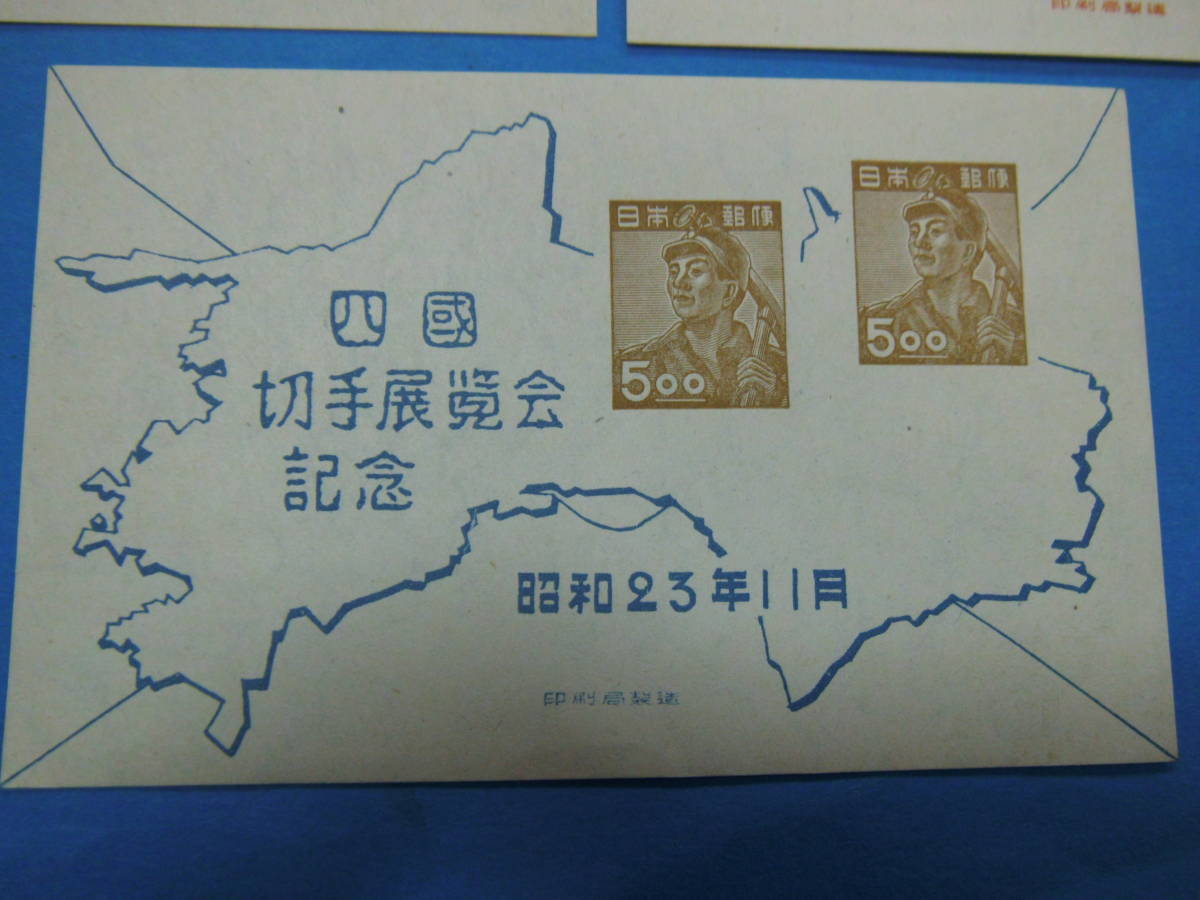 印刷局製造
日本郵便
5.00
日本郵便
5.00
四國
切手展覧会
記念
昭和23年11月
印刷局製造